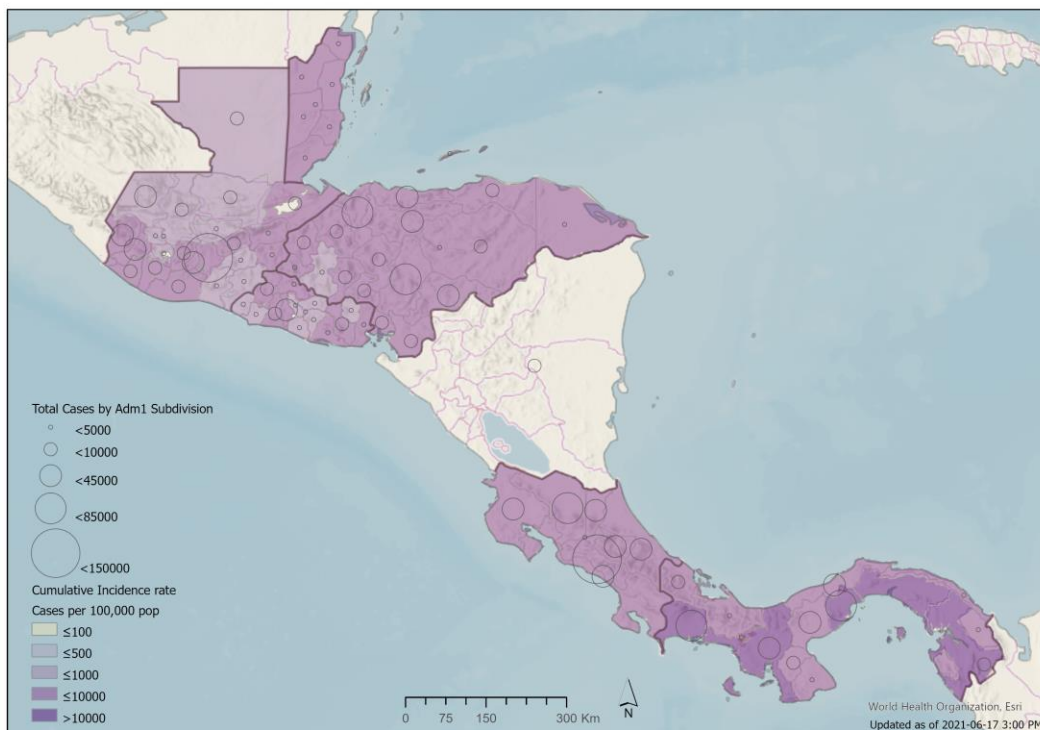 Total Cases by Adm1 Subdivision
<5000
<10000
<45000
<85000
<150000
Cumulative Incidence rate
Cases per 100,000 pop
≤100
≤500
≤1000
≤10000
>10000
0 75 150 300 Km
N
World Health Organization, Esri
Updated as of 2021-06-17 3:00 PM